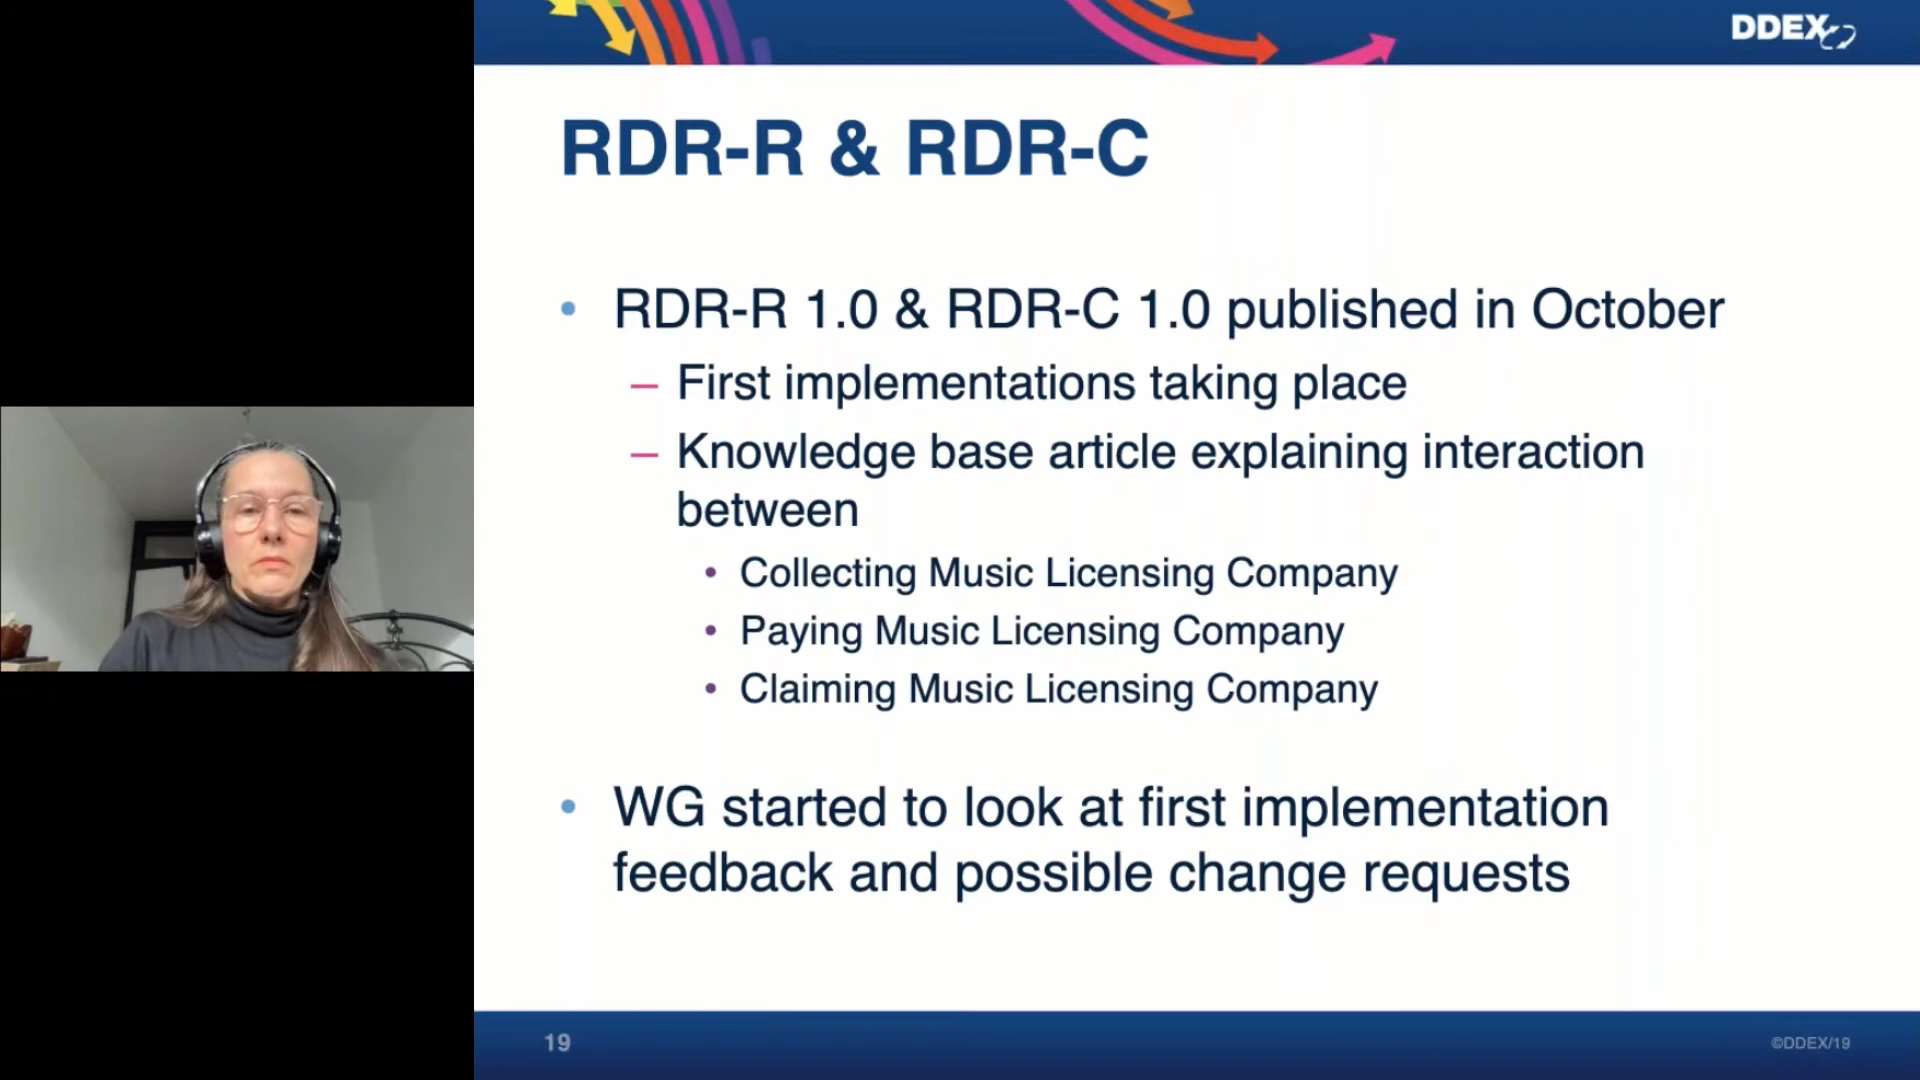 DDEX
RDR-R & RDR-C
• RDR-R 1.0 & RDR-C 1.0 published in October
– First implementations taking place
– Knowledge base article explaining interaction
between
• Collecting Music Licensing Company
• Paying Music Licensing Company
• Claiming Music Licensing Company
• WG started to look at first implementation
feedback and possible change requests
19
©DDEX/19